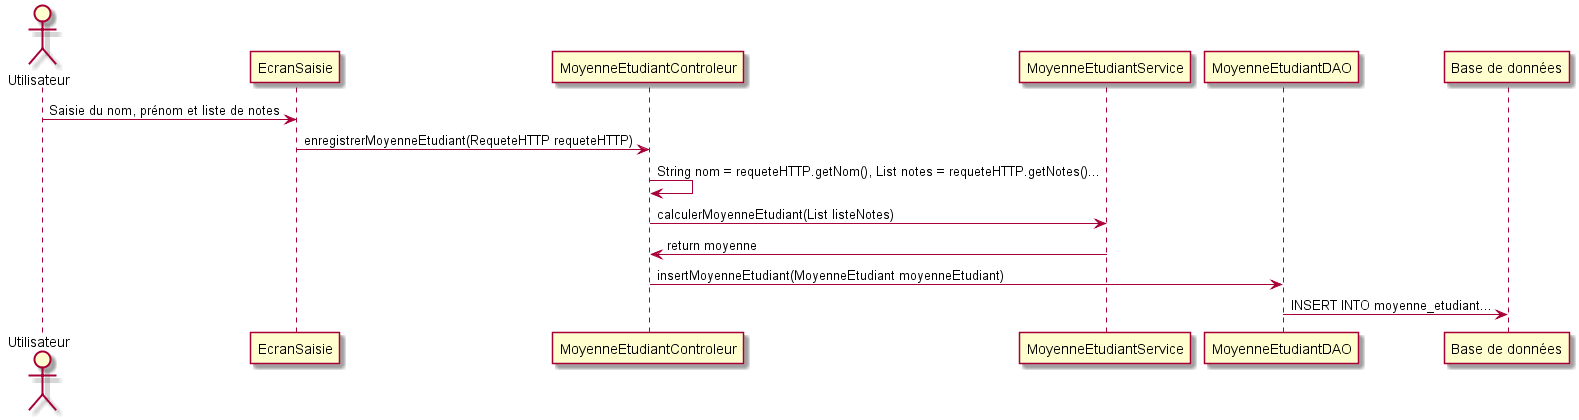 Utilisateur
EcranSaisie
MoyenneEtudiantControleur
MoyenneEtudiantService
MoyenneEtudiantDAO
Base de données
Saisie du nom, prénom et liste de notes
enregistrerMoyenneEtudiant(RequeteHTTP requeteHTTP)
String nom = requeteHTTP.getNom(), List notes = requeteHTTP.getNotes()...
calculerMoyenneEtudiant(List listeNotes)
return moyenne
insertMoyenneEtudiant(MoyenneEtudiant moyenneEtudiant)
INSERT INTO moyenne_etudiant...
Utilisateur
EcranSaisie
MoyenneEtudiantControleur
MoyenneEtudiantService
MoyenneEtudiantDAO
Base de données